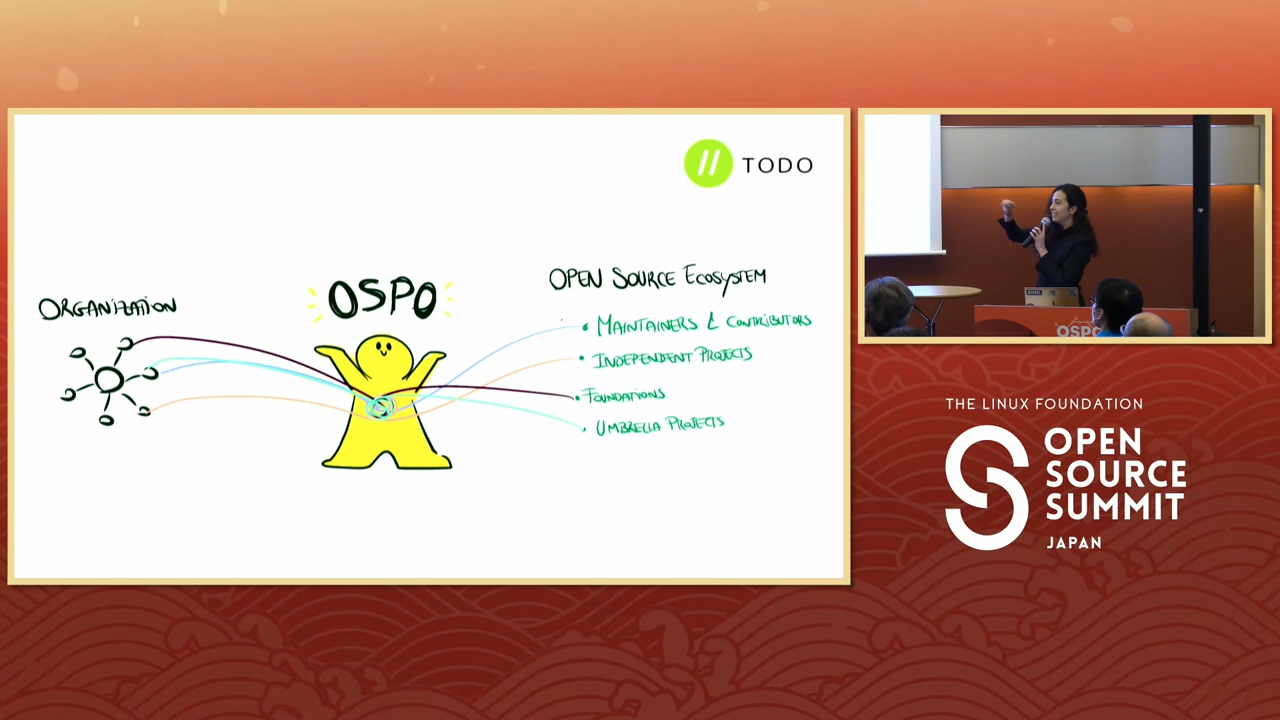 TODO
ORGANIZATION
OSPO
OPEN SOURCE ECOSYSTEM
• MAINTAINERS & CONTRIBUTORS
• INDEPENDENT PROJECTS
• FOUNDATIONS
• UMBRELLA PROJECTS
OSPO
THE LINUX FOUNDATION
OPEN
SOURCE
SUMMIT
JAPAN